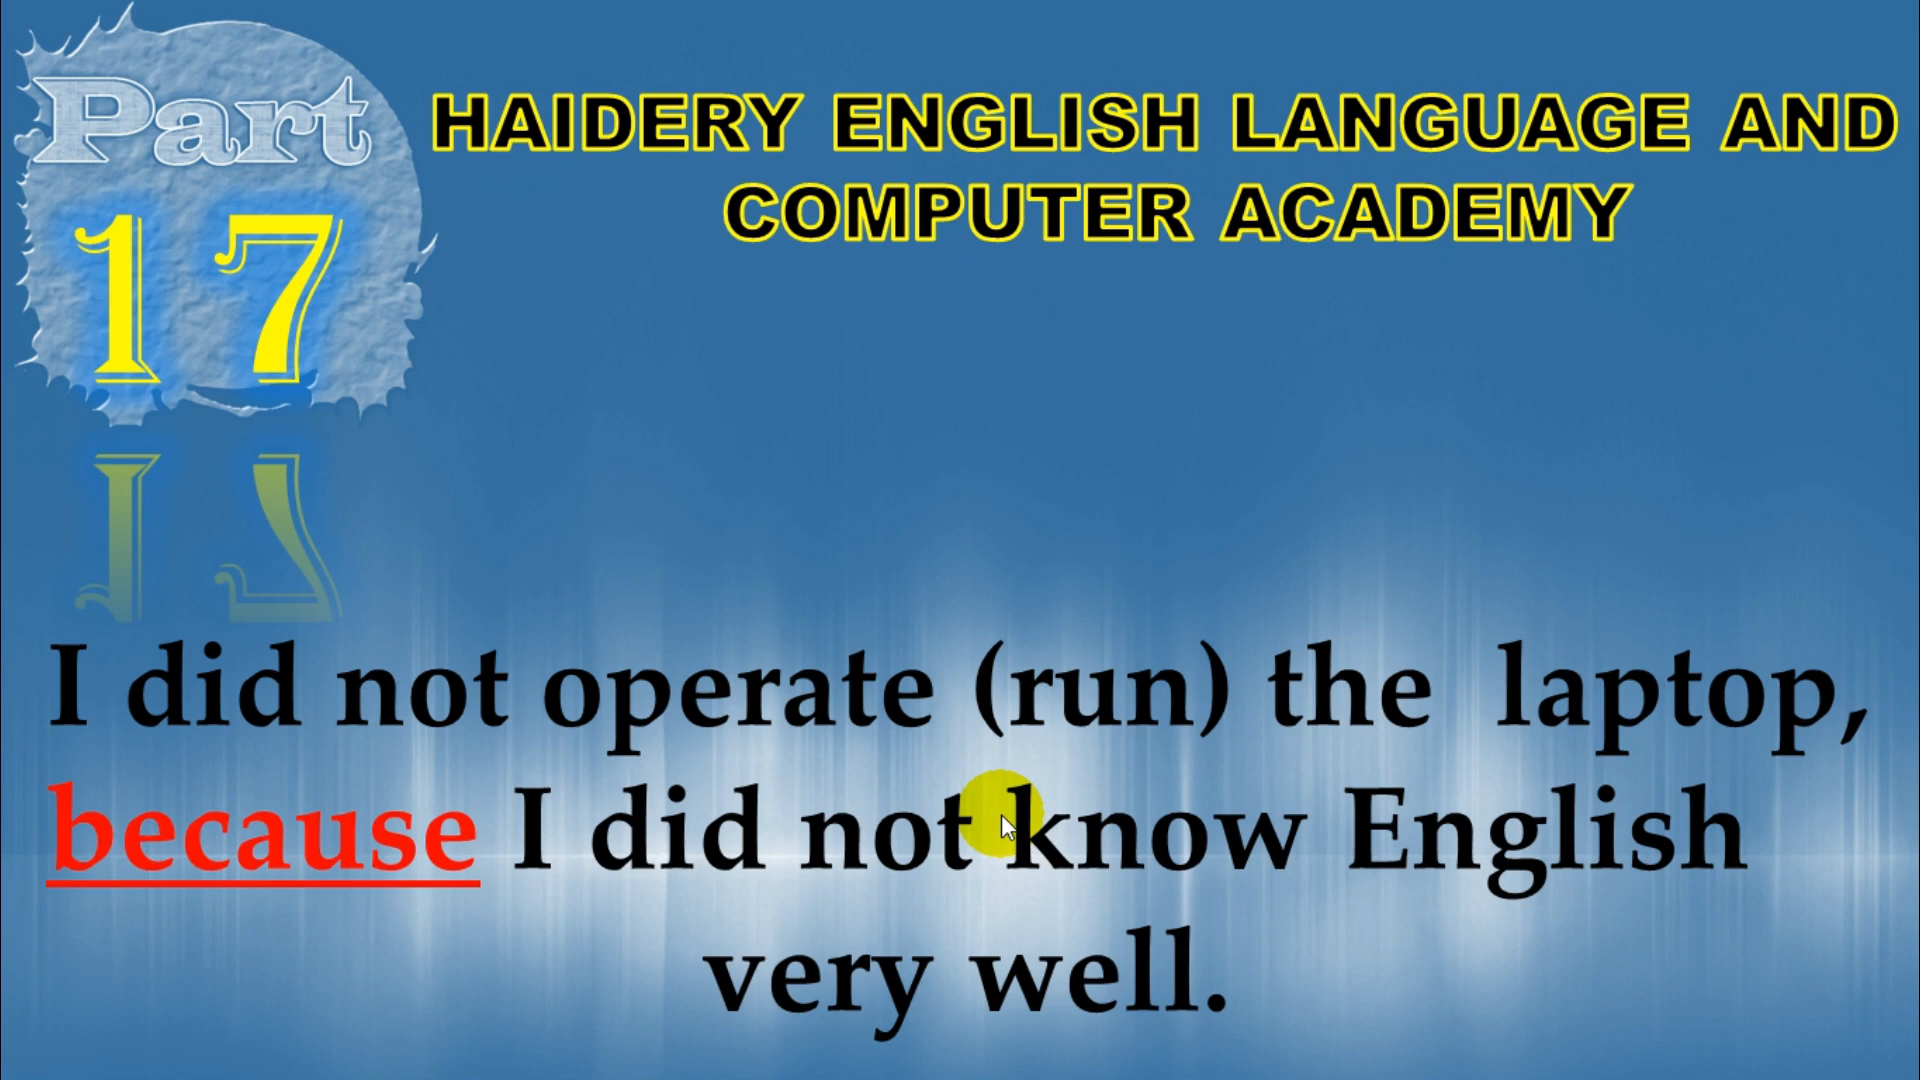 Part
17
HAIDERY ENGLISH LANGUAGE AND
COMPUTER ACADEMY
I did not operate (run) the laptop,
because I did not know English
very well.